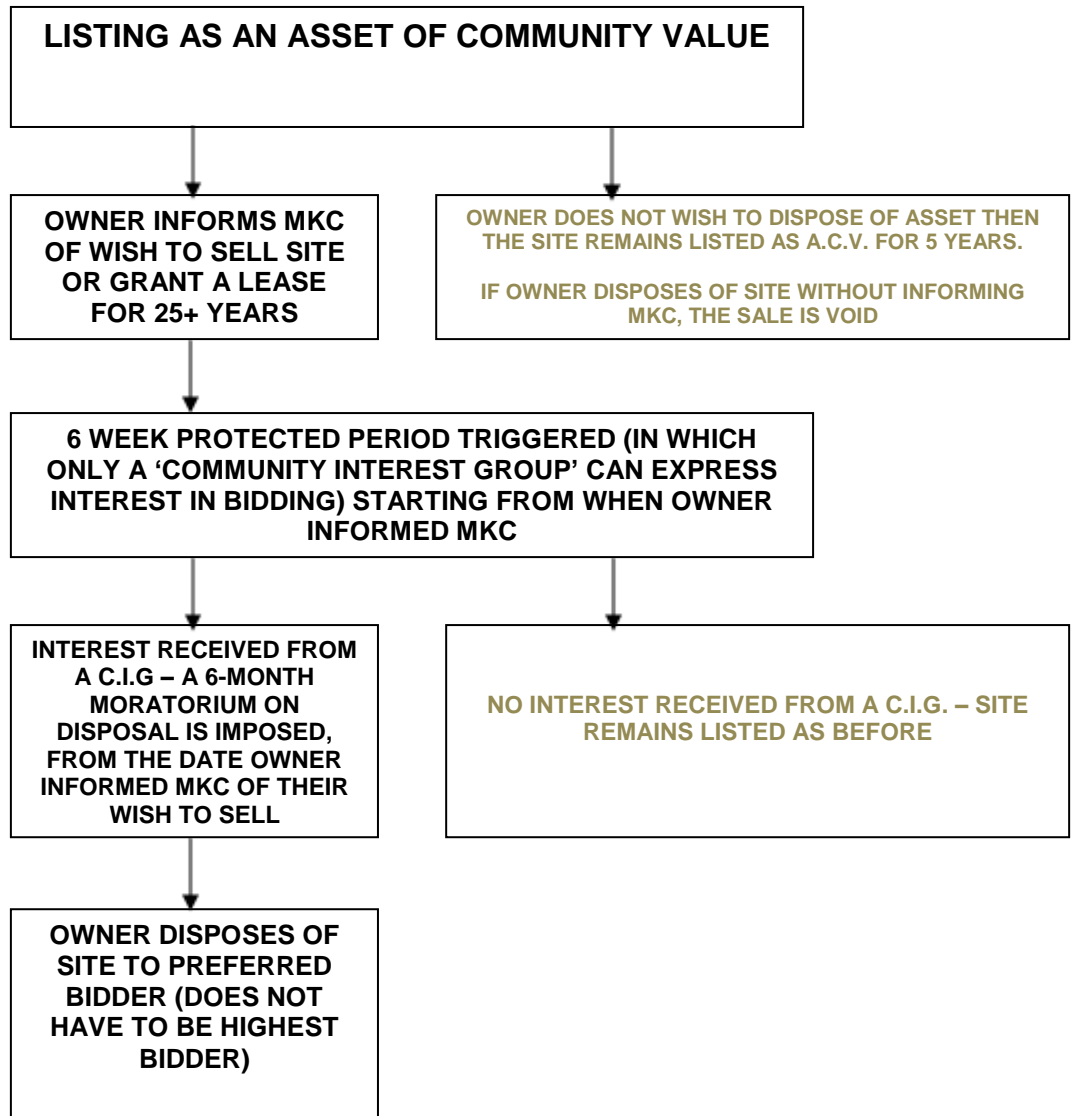 LISTING AS AN ASSET OF COMMUNITY VALUE
OWNER INFORMS MKC
OF WISH TO SELL SITE
OR GRANT A LEASE
FOR 25+ YEARS
OWNER DOES NOT WISH TO DISPOSE OF ASSET THEN
THE SITE REMAINS LISTED AS A.C.V. FOR 5 YEARS.
IF OWNER DISPOSES OF SITE WITHOUT INFORMING
MKC, THE SALE IS VOID
6 WEEK PROTECTED PERIOD TRIGGERED (IN WHICH
ONLY A ‘COMMUNITY INTEREST GROUP’ CAN EXPRESS
INTEREST IN BIDDING) STARTING FROM WHEN OWNER
INFORMED MKC
INTEREST RECEIVED FROM
A C.I.G – A 6-MONTH
MORATORIUM ON
DISPOSAL IS IMPOSED,
FROM THE DATE OWNER
INFORMED MKC OF THEIR
WISH TO SELL
NO INTEREST RECEIVED FROM A C.I.G. – SITE
REMAINS LISTED AS BEFORE
OWNER DISPOSES OF
SITE TO PREFERRED
BIDDER (DOES NOT
HAVE TO BE HIGHEST
BIDDER)